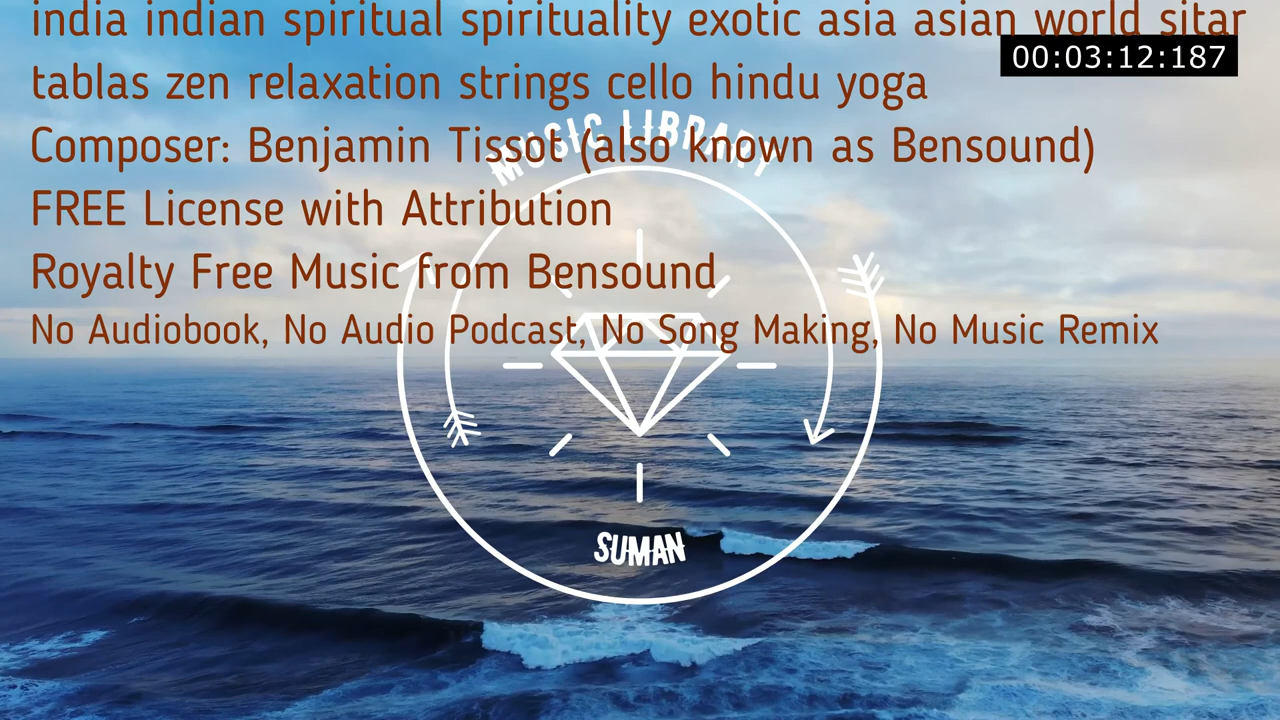 india indian spiritual spirituality exotic asia asian world sitar
00:03:12:187
tablas zen relaxation strings cello hindu yoga
MUSIC LIBRARY
Composer: Benjamin Tissot (also known as Bensound)
FREE License with Attribution
Royalty Free Music from Bensound
No Audiobook, No Audio Podcast, No Song Making, No Music Remix
SUMAN